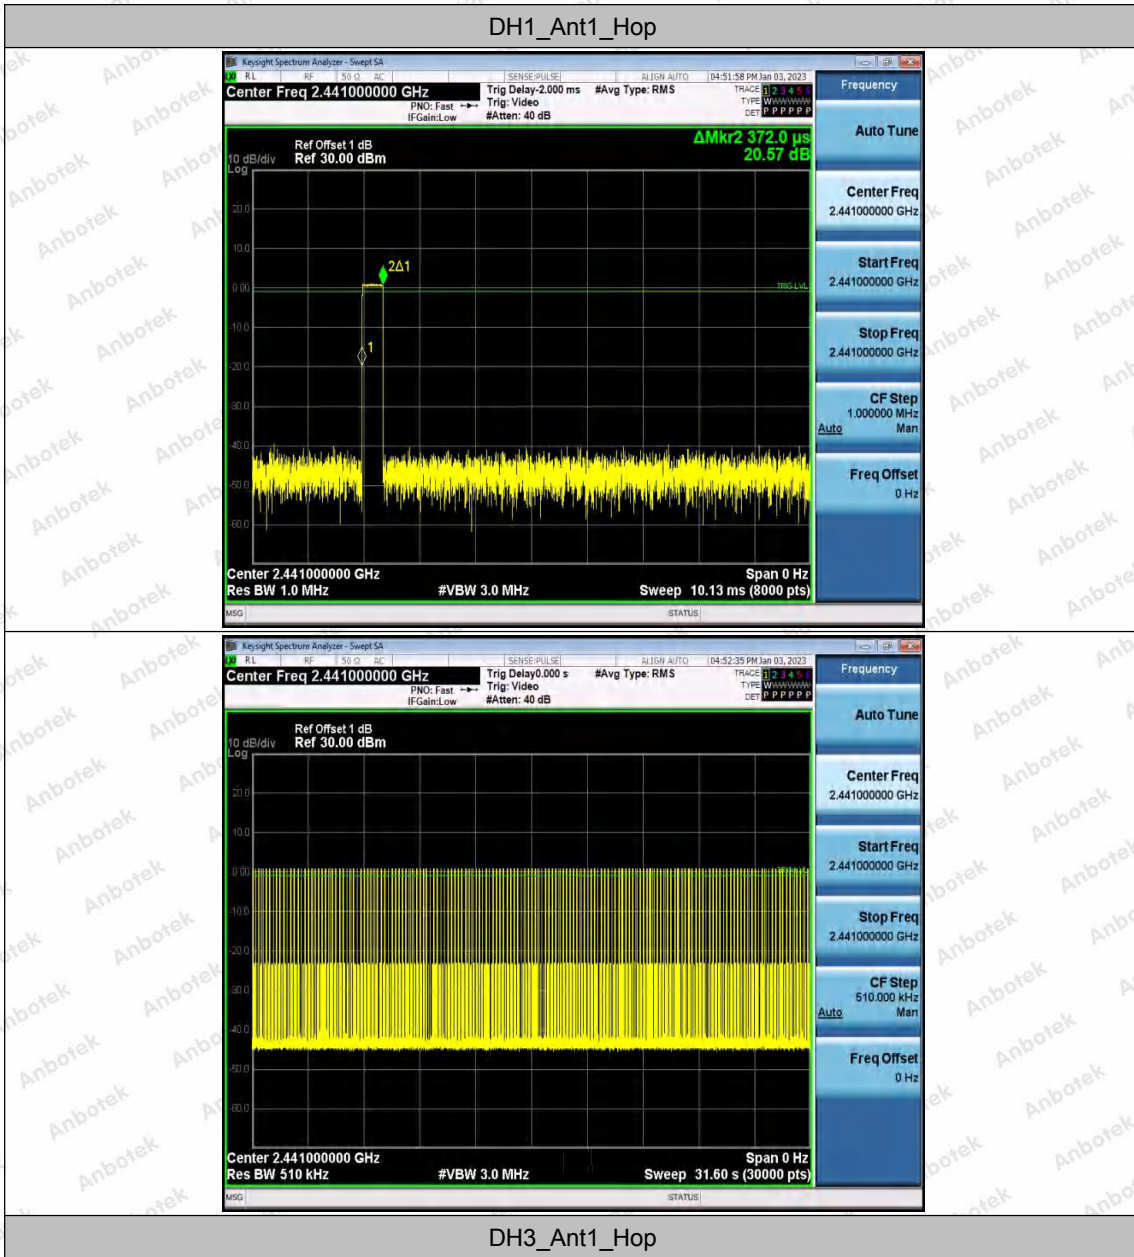 DH1_Ant1_Hop
Keysight Spectrum Analyzer - Swept SA
RL RF 50 Ω AC SENSE:PULSE ALIGN AUTO 04:51:58 PM Jan 03, 2023
Center Freq 2.441000000 GHz
PNO: Fast
IFGain:Low
Trig Delay-2.000 ms
Trig: Video
#Atten: 40 dB
#Avg Type: RMS
TRACE 1 2 3 4 5 6
TYPE WWWWWW
DET P P P P P P
ΔMkr2 372.0 µs
20.57 dB
Ref Offset 1 dB
10 dB/div Ref 30.00 dBm
Log
20.0
10.0
0.00
-10.0
-20.0
-30.0
-40.0
-50.0
-60.0
2Δ1
1
TRIG LVL
Center 2.441000000 GHz Span 0 Hz
Res BW 1.0 MHz #VBW 3.0 MHz Sweep 10.13 ms (8000 pts)
MSG STATUS
Frequency
Auto Tune
Center Freq
2.441000000 GHz
Start Freq
2.441000000 GHz
Stop Freq
2.441000000 GHz
CF Step
1.000000 MHz
Auto Man
Freq Offset
0 Hz
Keysight Spectrum Analyzer - Swept SA
RL RF 50 Ω AC SENSE:PULSE ALIGN AUTO 04:52:35 PM Jan 03, 2023
Center Freq 2.441000000 GHz
PNO: Fast
IFGain:Low
Trig Delay0.000 s
Trig: Video
#Atten: 40 dB
#Avg Type: RMS
TRACE 1 2 3 4 5 6
TYPE WWWWWW
DET P P P P P P
Ref Offset 1 dB
10 dB/div Ref 30.00 dBm
Log
20.0
10.0
0.00
-10.0
-20.0
-30.0
-40.0
-50.0
-60.0
Center 2.441000000 GHz Span 0 Hz
Res BW 510 kHz #VBW 3.0 MHz Sweep 31.60 s (30000 pts)
MSG STATUS
Frequency
Auto Tune
Center Freq
2.441000000 GHz
Start Freq
2.441000000 GHz
Stop Freq
2.441000000 GHz
CF Step
510.000 kHz
Auto Man
Freq Offset
0 Hz
DH3_Ant1_Hop
Anbotek